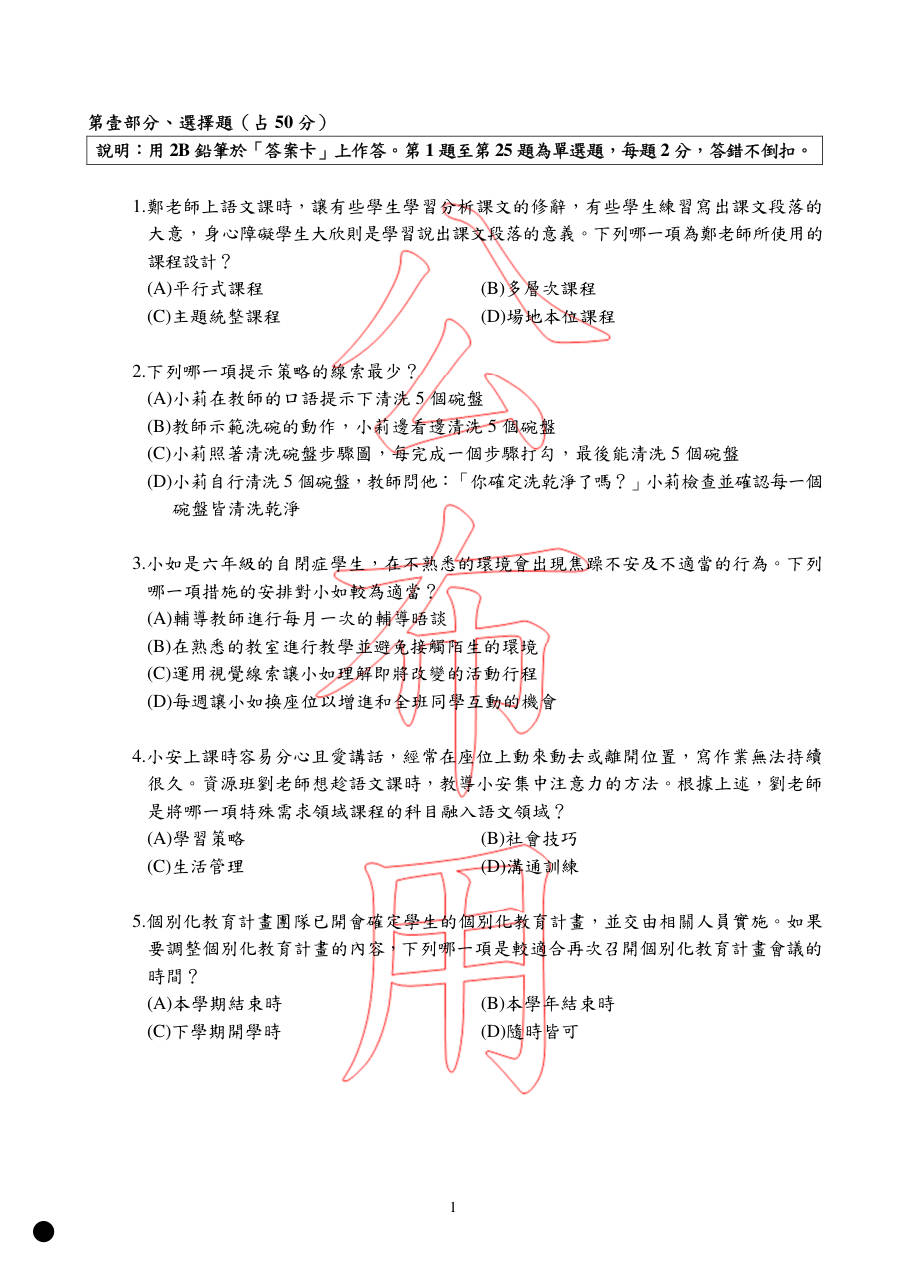 第壹部分、選擇題（占 50 分）
說明：用 2B 鉛筆於「答案卡」上作答。第 1 題至第 25 題為單選題，每題 2 分，答錯不倒扣。
1.鄭老師上語文課時，讓有些學生學習分析課文的修辭，有些學生練習寫出課文段落的
大意，身心障礙學生大欣則是學習說出課文段落的意義。下列哪一項為鄭老師所使用的
課程設計？
(A)平行式課程 (B)多層次課程
(C)主題統整課程 (D)場地本位課程
2.下列哪一項提示策略的線索最少？
(A)小莉在教師的口語提示下清洗 5 個碗盤
(B)教師示範洗碗的動作，小莉邊看邊清洗 5 個碗盤
(C)小莉照著清洗碗盤步驟圖，每完成一個步驟打勾，最後能清洗 5 個碗盤
(D)小莉自行清洗 5 個碗盤，教師問他：「你確定洗乾淨了嗎？」小莉檢查並確認每一個
碗盤皆清洗乾淨
3.小如是六年級的自閉症學生，在不熟悉的環境會出現焦躁不安及不適當的行為。下列
哪一項措施的安排對小如較為適當？
(A)輔導教師進行每月一次的輔導晤談
(B)在熟悉的教室進行教學並避免接觸陌生的環境
(C)運用視覺線索讓小如理解即將改變的活動行程
(D)每週讓小如換座位以增進和全班同學互動的機會
4.小安上課時容易分心且愛講話，經常在座位上動來動去或離開位置，寫作業無法持續
很久。資源班劉老師想趁語文課時，教導小安集中注意力的方法。根據上述，劉老師
是將哪一項特殊需求領域課程的科目融入語文領域？
(A)學習策略 (B)社會技巧
(C)生活管理 (D)溝通訓練
5.個別化教育計畫團隊已開會確定學生的個別化教育計畫，並交由相關人員實施。如果
要調整個別化教育計畫的內容，下列哪一項是較適合再次召開個別化教育計畫會議的
時間？
(A)本學期結束時 (B)本學年結束時
(C)下學期開學時 (D)隨時皆可
公布用
1